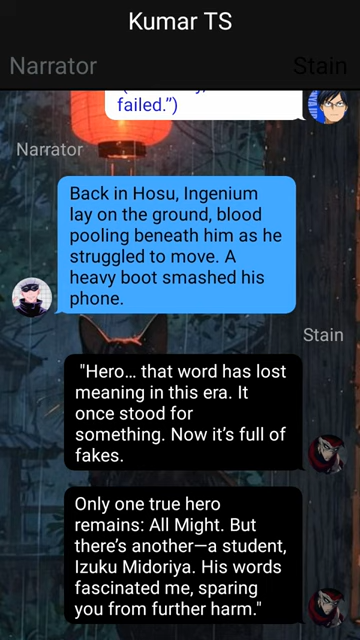 Kumar TS
Narrator
Stain
failed.”)
Narrator
Back in Hosu, Ingenium
lay on the ground, blood
pooling beneath him as he
struggled to move. A
heavy boot smashed his
phone.
Stain
"Hero… that word has lost
meaning in this era. It
once stood for
something. Now it’s full of
fakes.
Only one true hero
remains: All Might. But
there’s another—a student,
Izuku Midoriya. His words
fascinated me, sparing
you from further harm."